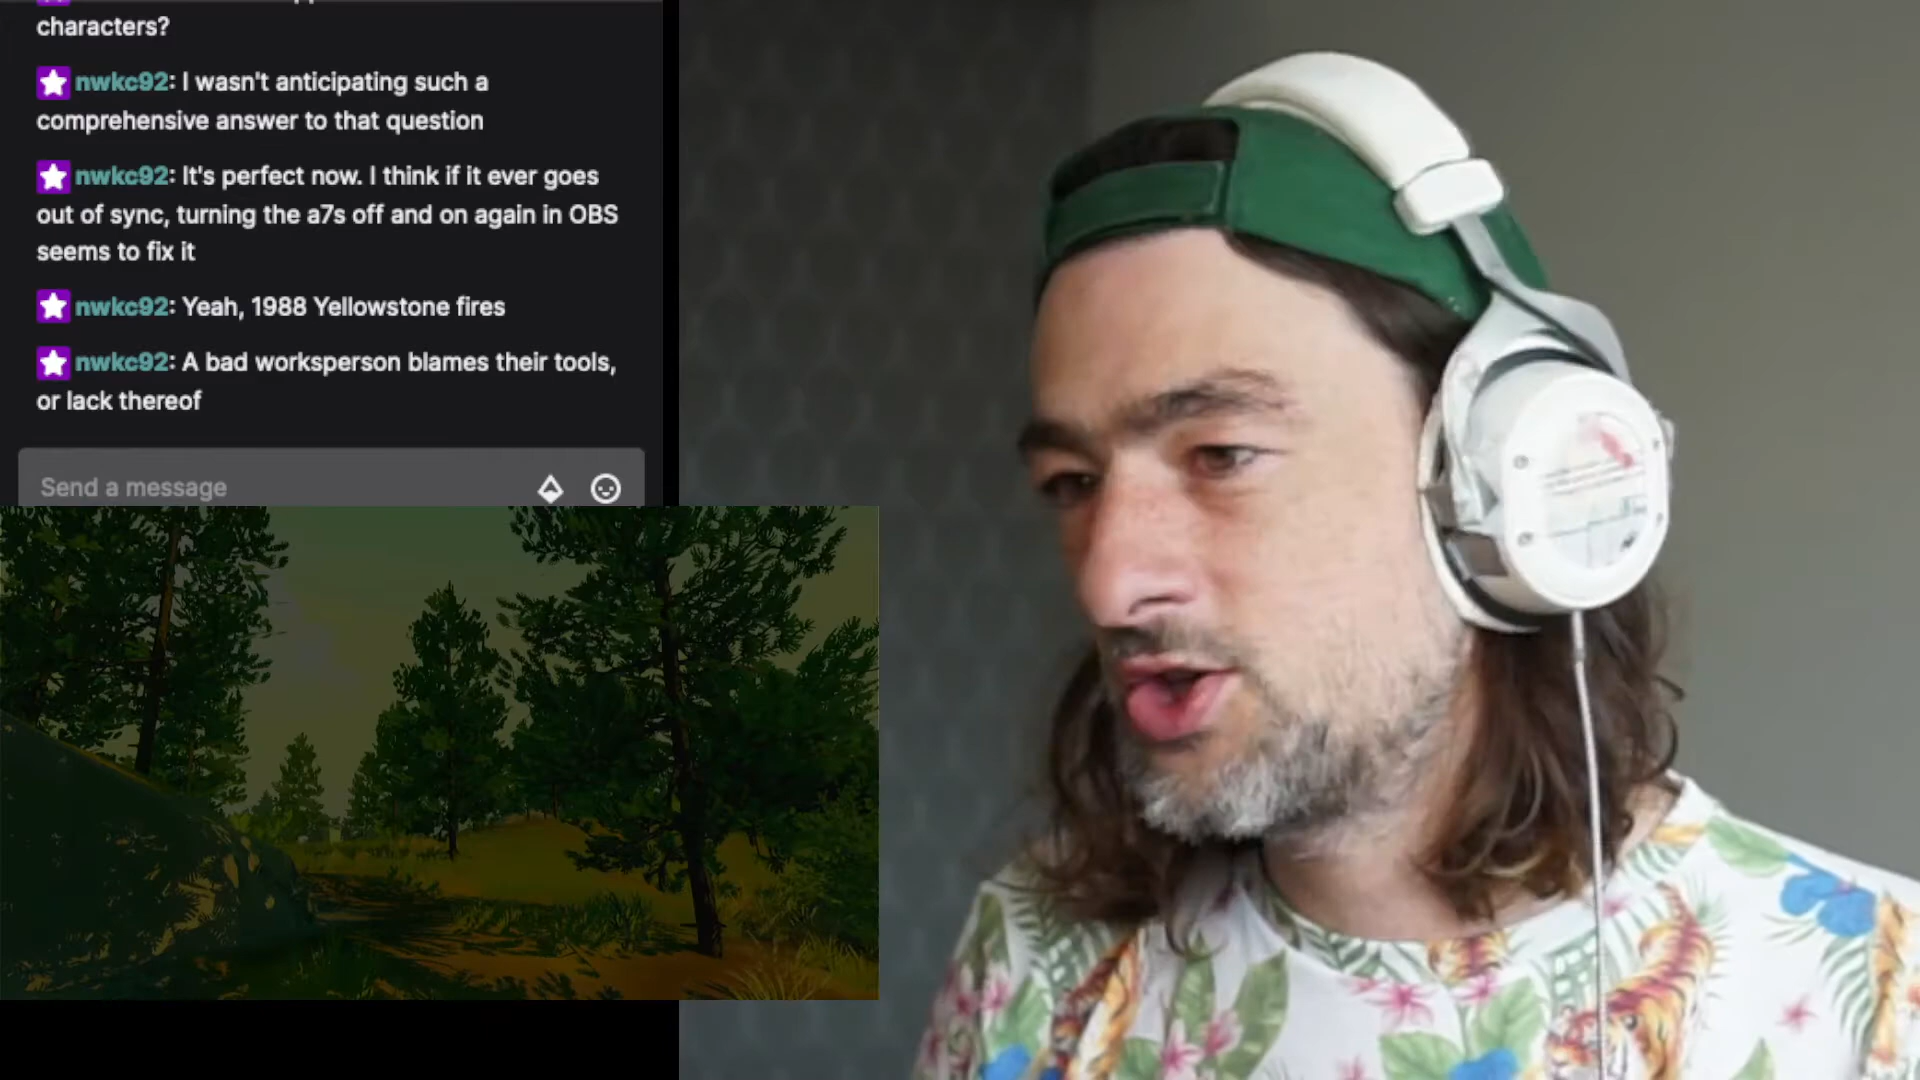 characters?
nwkc92: I wasn't anticipating such a
comprehensive answer to that question
nwkc92: It's perfect now. I think if it ever goes
out of sync, turning the a7s off and on again in OBS
seems to fix it
nwkc92: Yeah, 1988 Yellowstone fires
nwkc92: A bad worksperson blames their tools,
or lack thereof
Send a message